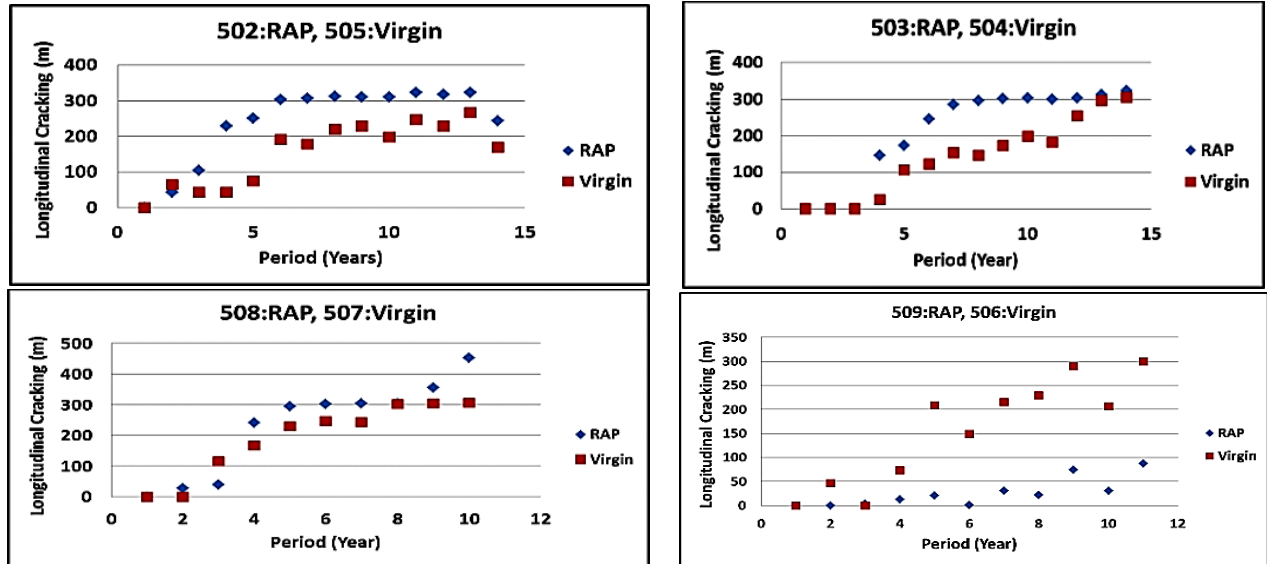 502:RAP, 505:Virgin
Longitudinal Cracking (m)
400
300
200
100
0
0 5 10 15
Period (Years)
RAP
Virgin
503:RAP, 504:Virgin
Longitudinal Cracking (m)
400
300
200
100
0
0 5 10 15
Period (Year)
RAP
Virgin
508:RAP, 507:Virgin
Longitudinal Cracking (m)
500
400
300
200
100
0
0 2 4 6 8 10 12
Period (Year)
RAP
Virgin
509:RAP, 506:Virgin
Longitudinal Cracking (m)
350
300
250
200
150
100
50
0
0 2 4 6 8 10 12
Period (Year)
RAP
Virgin